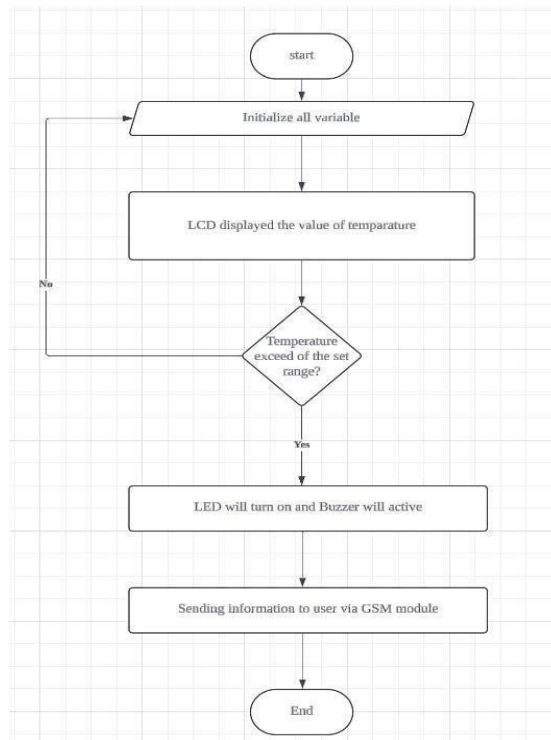 start
Initialize all variable
LCD displayed the value of temparature
No
Temperature
exceed of the set
range?
Yes
LED will turn on and Buzzer will active
Sending information to user via GSM module
End